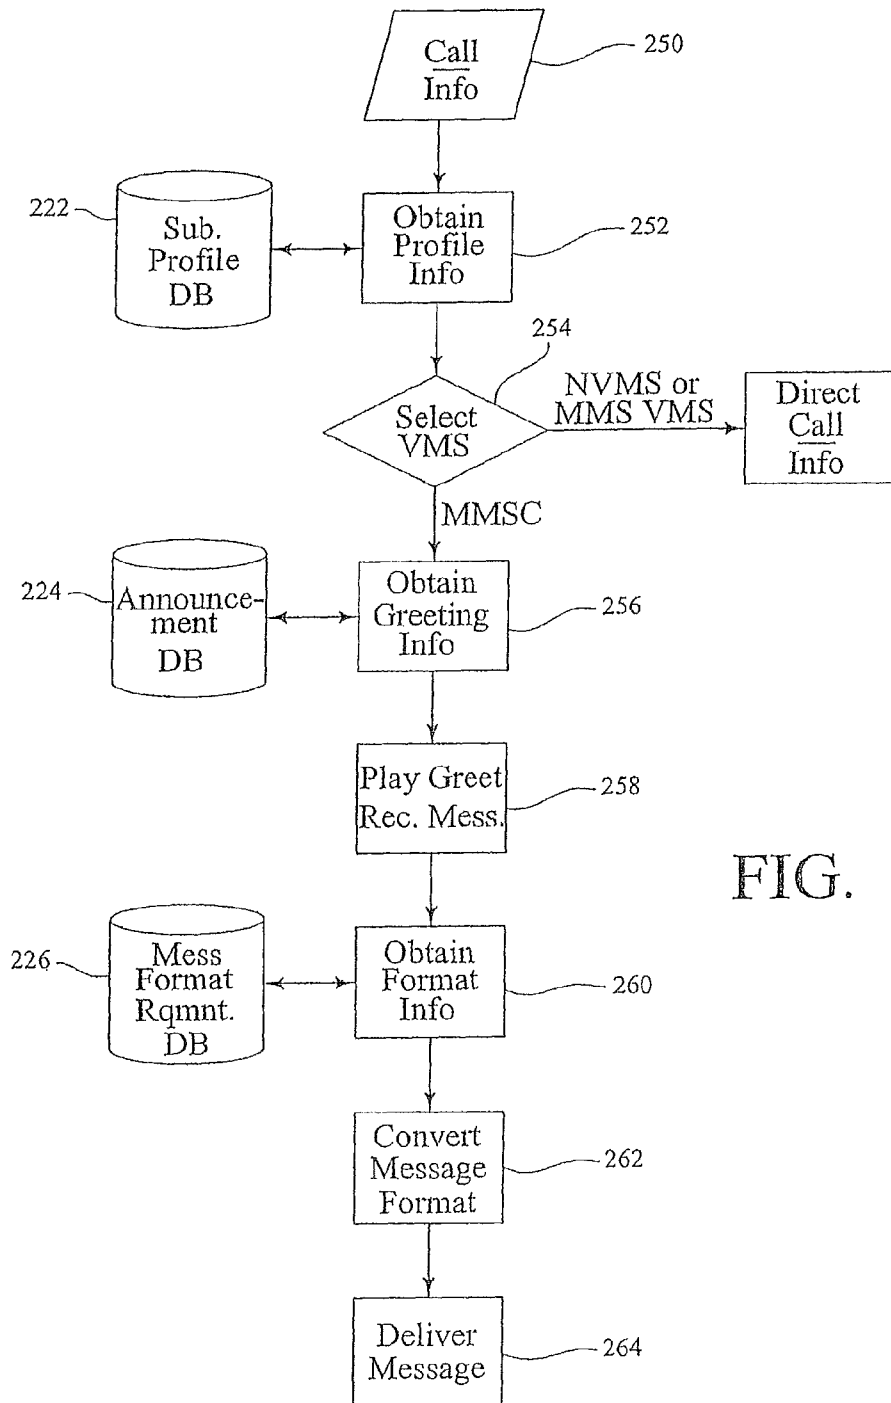 Call
Info
250
222
Sub.
Profile
DB
Obtain
Profile
Info
252
254
Select
VMS
NVMS or
MMS VMS
Direct
Call
Info
MMSC
224
Announce-
ment
DB
Obtain
Greeting
Info
256
Play Greet
Rec. Mess.
258
FIG.
226
Mess
Format
Rqmnt.
DB
Obtain
Format
Info
260
Convert
Message
Format
262
Deliver
Message
264